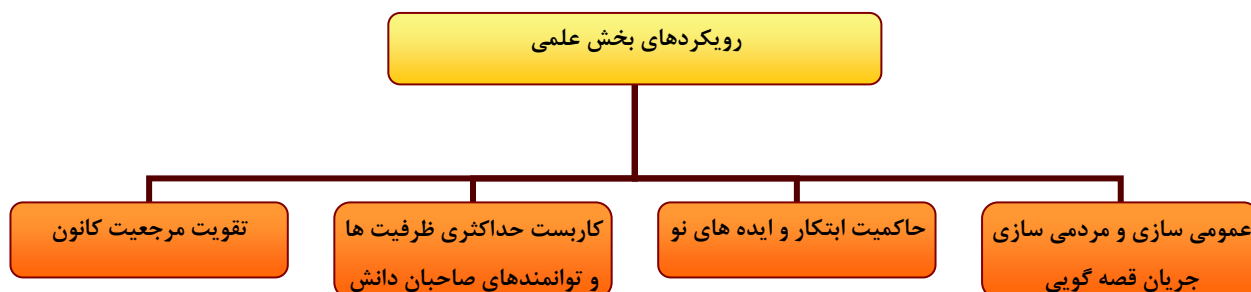 رویکردهای بخش علمی
عمومی سازی و مردمی سازی
جریان قصه گویی
حاکمیت ابتکار و ایده های نو
کاربست حداکثری ظرفیت ها
و توانمندهای صاحبان دانش
تقویت مرجعیت کانون